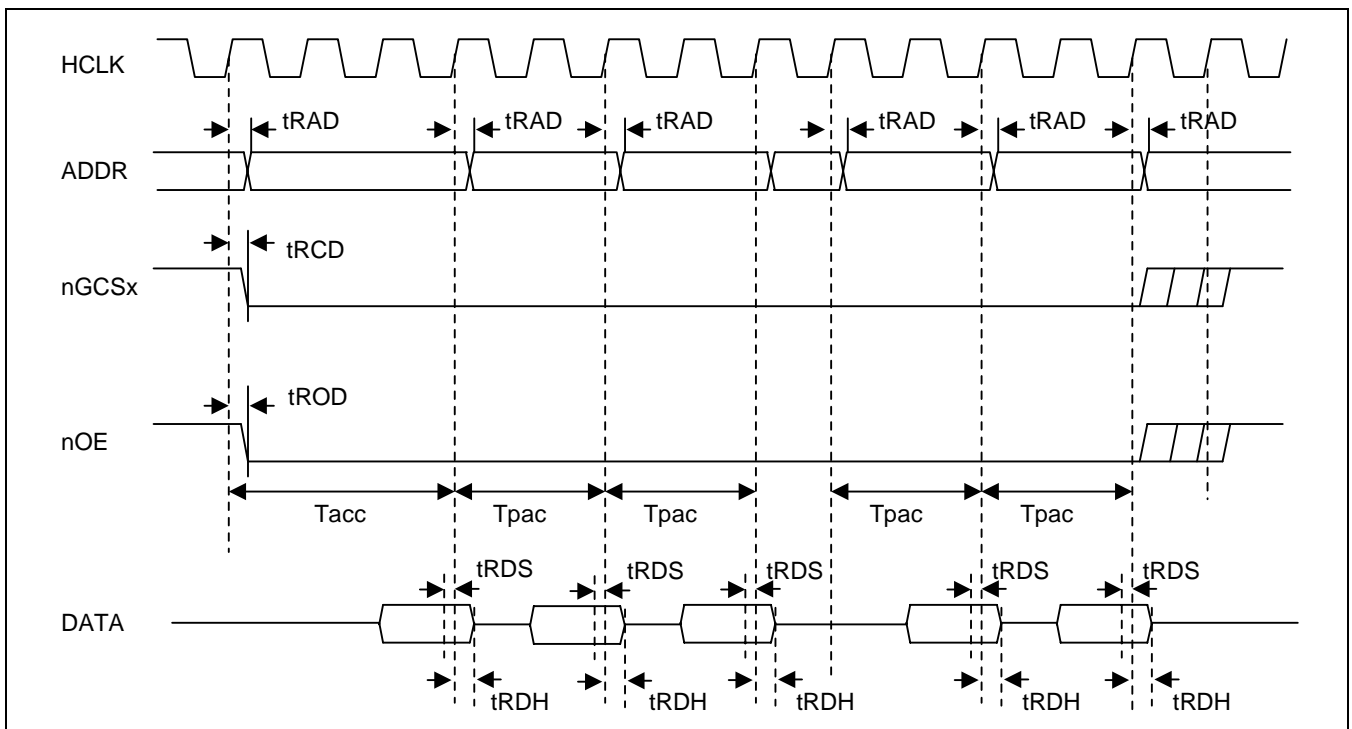 HCLK
tRAD tRAD tRAD tRAD tRAD tRAD
ADDR
tRCD
nGCSx
tROD
nOE
Tacc Tpac Tpac Tpac Tpac
tRDS tRDS tRDS tRDS tRDS
DATA
tRDH tRDH tRDH tRDH tRDH